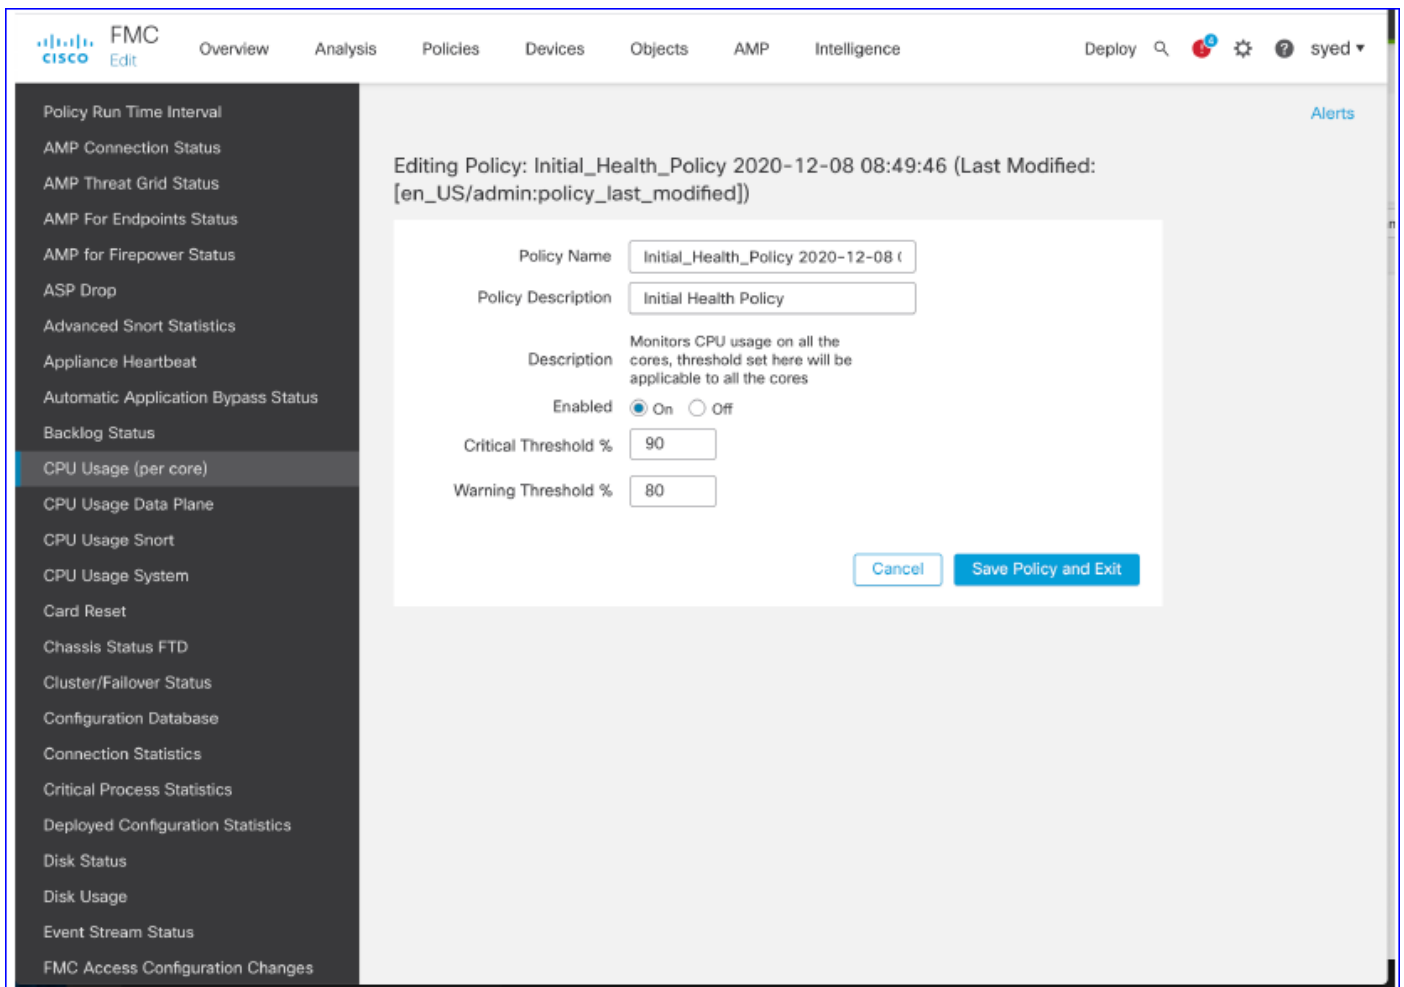 FMC
cisco
Edit
Overview
Analysis
Policies
Devices
Objects
AMP
Intelligence
Deploy
4
syed
Policy Run Time Interval
AMP Connection Status
AMP Threat Grid Status
AMP For Endpoints Status
AMP for Firepower Status
ASP Drop
Advanced Snort Statistics
Appliance Heartbeat
Automatic Application Bypass Status
Backlog Status
CPU Usage (per core)
CPU Usage Data Plane
CPU Usage Snort
CPU Usage System
Card Reset
Chassis Status FTD
Cluster/Failover Status
Configuration Database
Connection Statistics
Critical Process Statistics
Deployed Configuration Statistics
Disk Status
Disk Usage
Event Stream Status
FMC Access Configuration Changes
Alerts
Editing Policy: Initial_Health_Policy 2020-12-08 08:49:46 (Last Modified:
[en_US/admin:policy_last_modified])
Policy Name
Initial_Health_Policy 2020-12-08
Policy Description
Initial Health Policy
Description
Monitors CPU usage on all the
cores, threshold set here will be
applicable to all the cores
Enabled
On
Off
Critical Threshold %
90
Warning Threshold %
80
Cancel
Save Policy and Exit